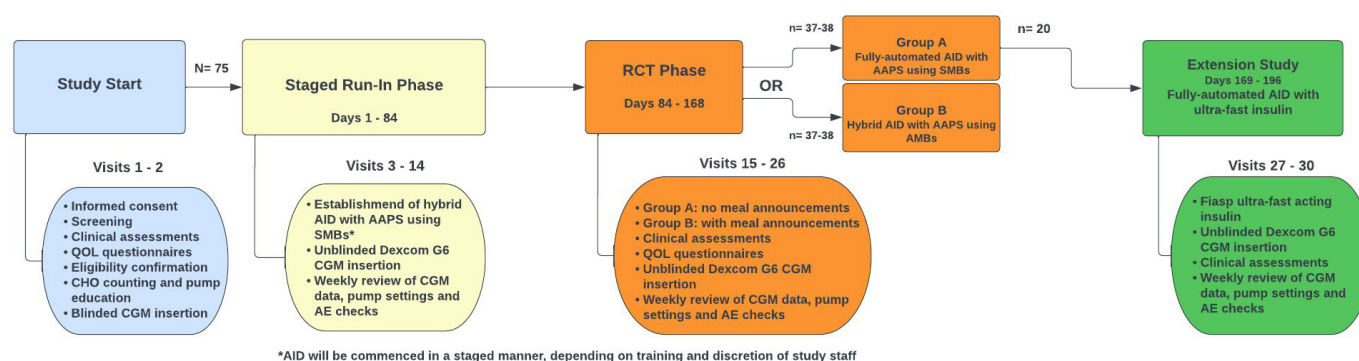 Study Start
N= 75
Staged Run-In Phase
Days 1 - 84
RCT Phase
Days 84 - 168
n= 37-38
OR
n= 37-38
Group A
Fully-automated AID with
AAPS using SMBs
Group B
Hybrid AID with AAPS using
AMBs
n= 20
Extension Study
Days 169 - 196
Fully-automated AID with
ultra-fast insulin
Visits 1 - 2
• Informed consent
• Screening
• Clinical assessments
• QOL questionnaires
• Eligibility confirmation
• CHO counting and pump
education
• Blinded CGM insertion
Visits 3 - 14
• Establishmend of hybrid
AID with AAPS using
SMBs*
• Unblinded Dexcom G6
CGM insertion
• Weekly review of CGM
data, pump settings and
AE checks
Visits 15 - 26
• Group A: no meal announcements
• Group B: with meal announcements
• Clinical assessments
• QOL questionnaires
• Unblinded Dexcom G6 CGM
insertion
• Weekly review of CGM data, pump
settings and AE checks
Visits 27 - 30
• Fiasp ultra-fast acting
insulin
• Unblinded Dexcom G6
CGM insertion
• Clinical assessments
• Weekly review of CGM
data, pump settings and
AE checks
*AID will be commenced in a staged manner, depending on training and discretion of study staff